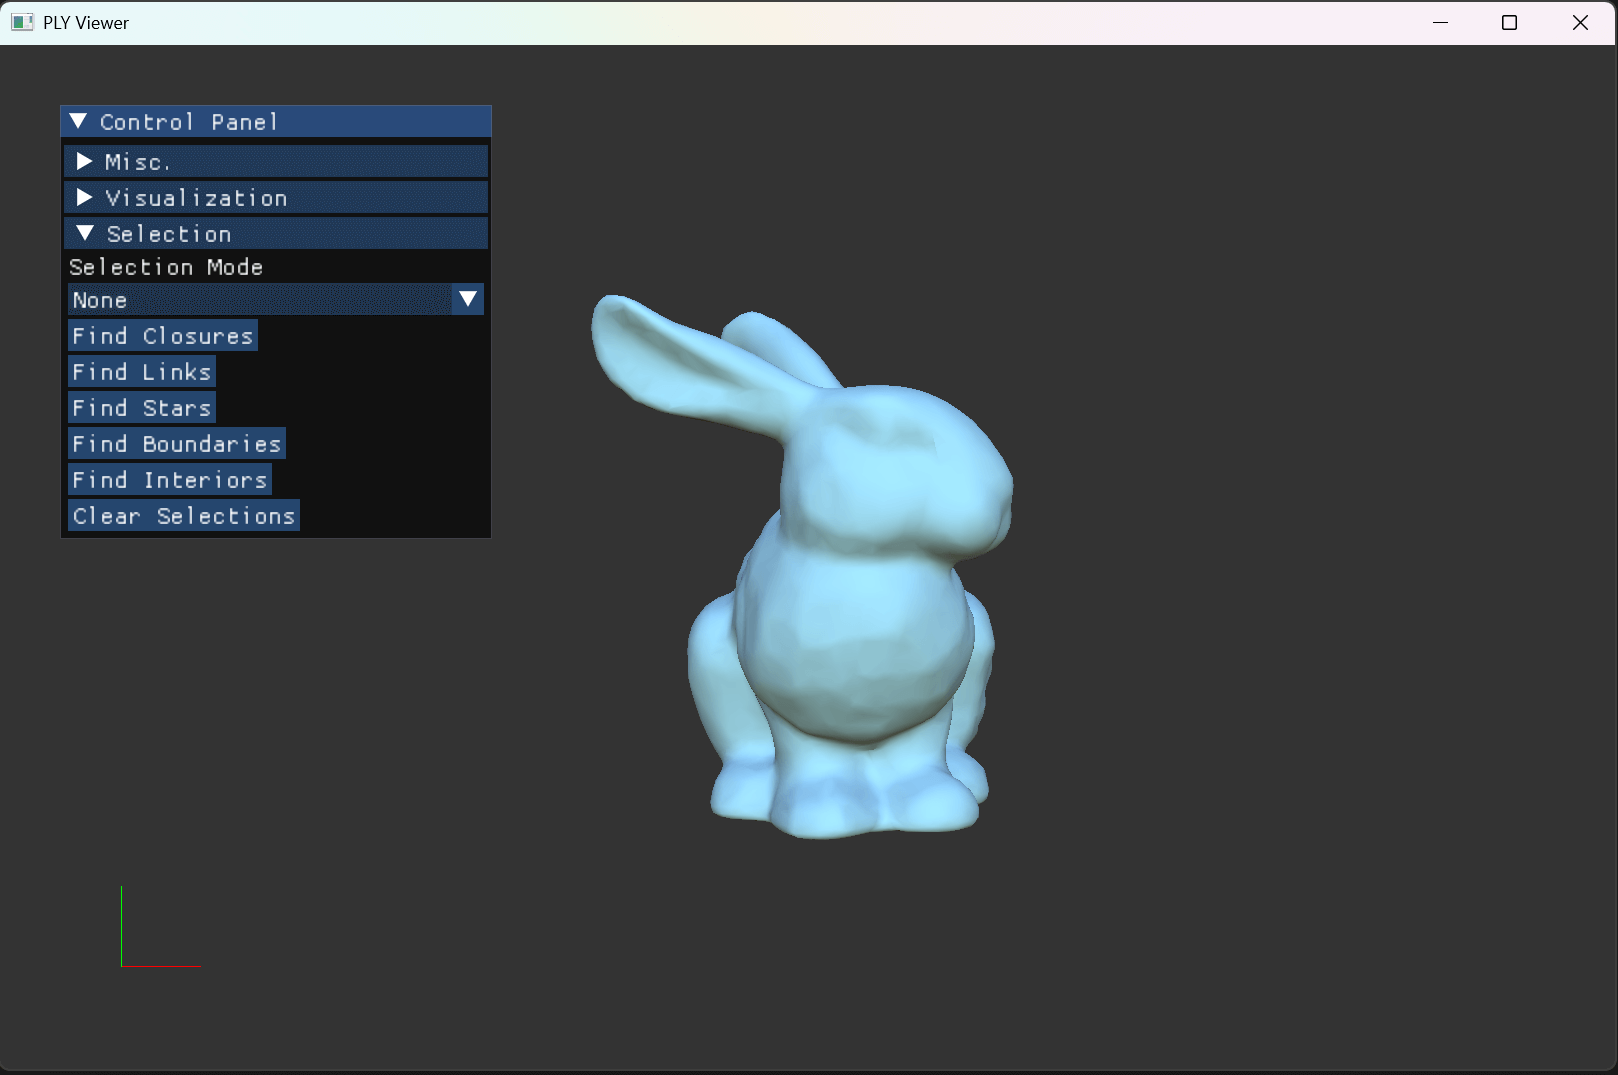 PLY Viewer
Control Panel
Misc.
Visualization
Selection
Selection Mode
None
Find Closures
Find Links
Find Stars
Find Boundaries
Find Interiors
Clear Selections